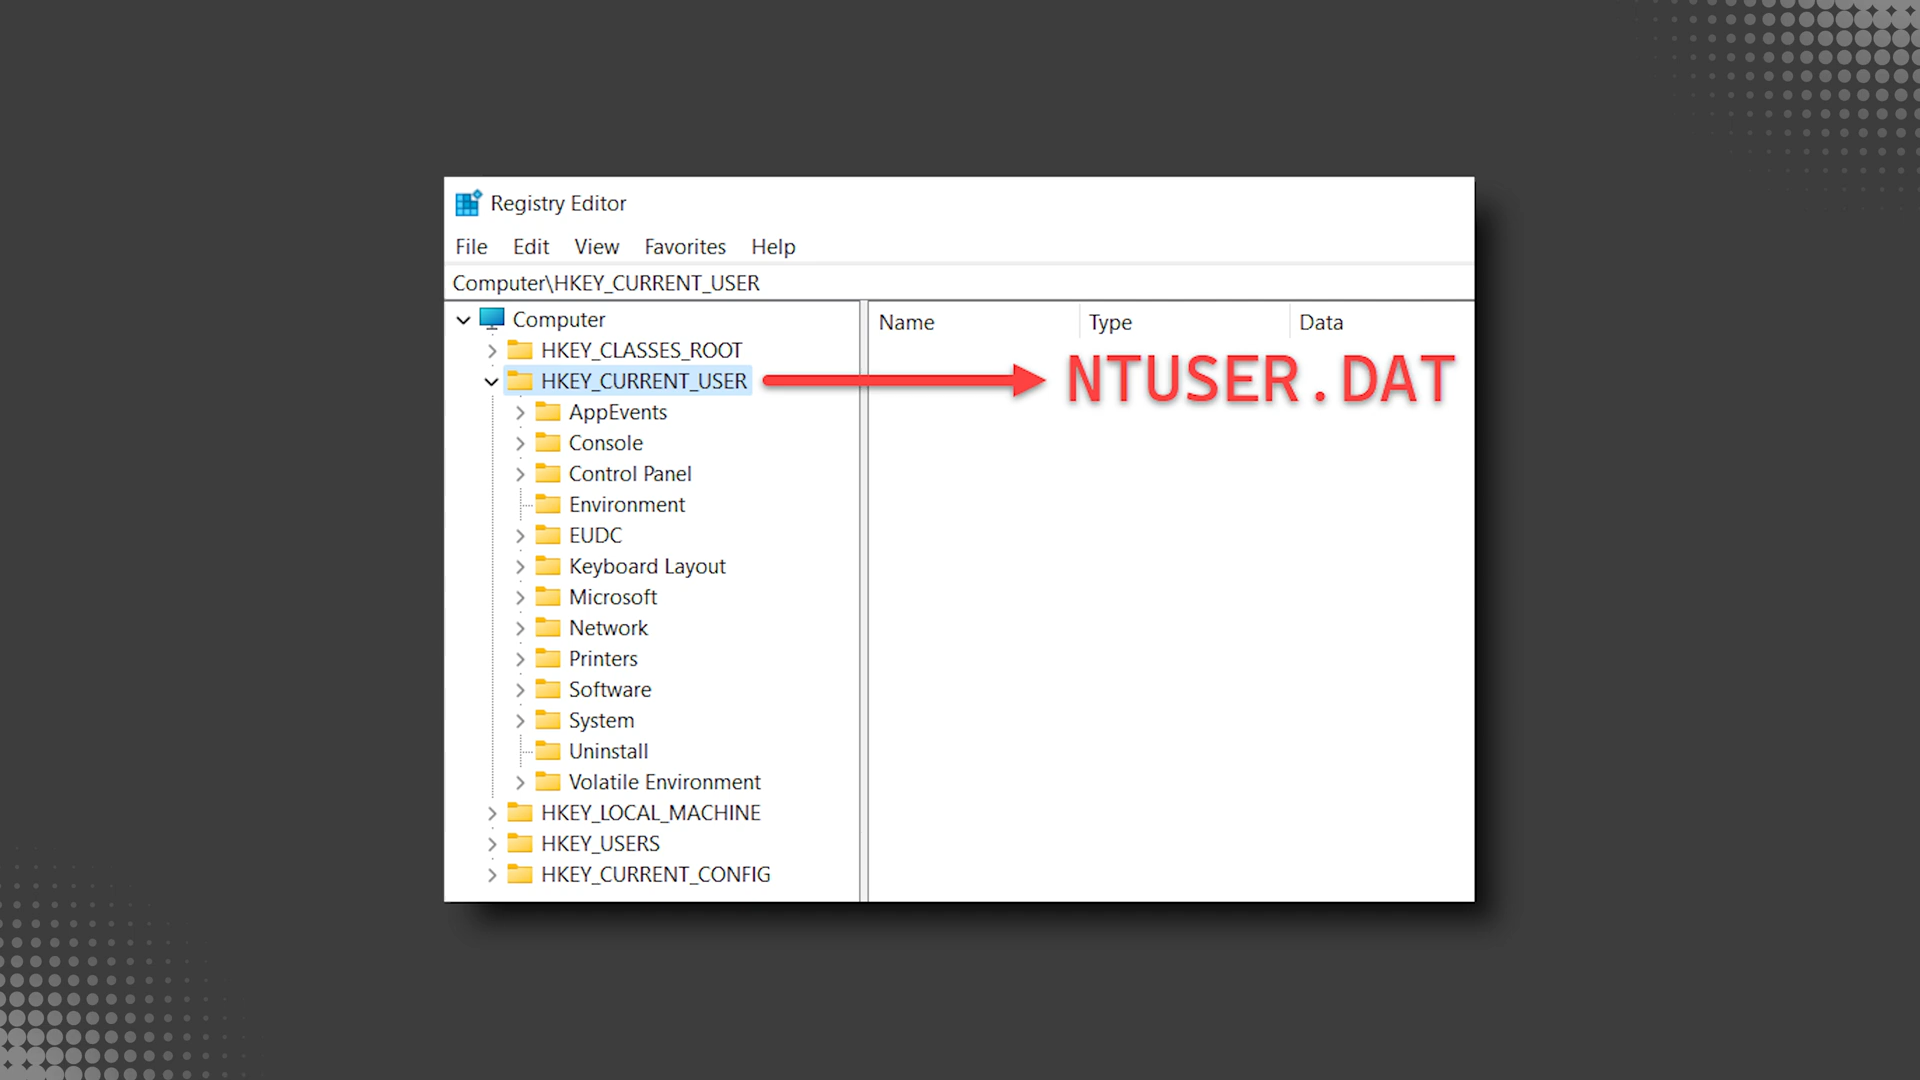 Registry Editor
File Edit View Favorites Help
Computer\HKEY_CURRENT_USER
Computer
HKEY_CLASSES_ROOT
HKEY_CURRENT_USER
AppEvents
Console
Control Panel
Environment
EUDC
Keyboard Layout
Microsoft
Network
Printers
Software
System
Uninstall
Volatile Environment
HKEY_LOCAL_MACHINE
HKEY_USERS
HKEY_CURRENT_CONFIG
Name Type Data
NTUSER.DAT